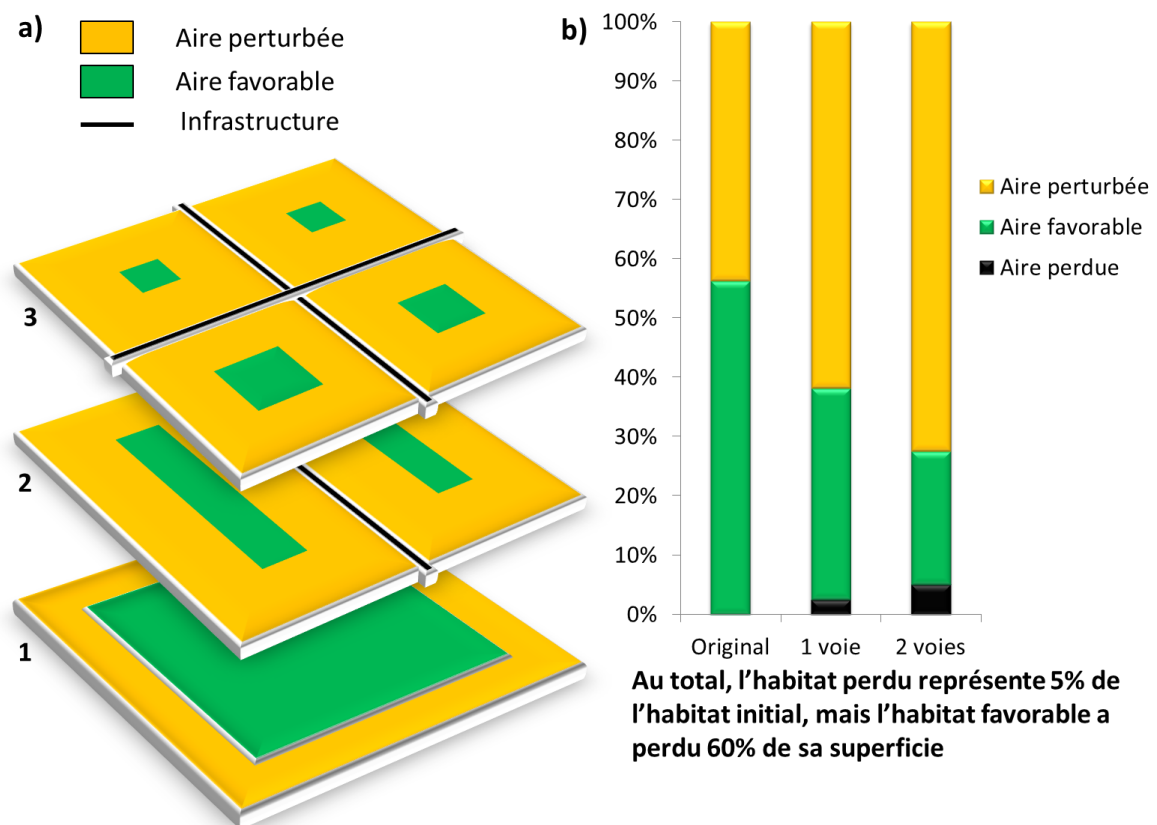 a)
Aire perturbée
Aire favorable
Infrastructure
3
2
1
b)
100%
90%
80%
70%
60%
50%
40%
30%
20%
10%
0%
Original
1 voie
2 voies
Aire perturbée
Aire favorable
Aire perdue
Au total, l’habitat perdu représente 5% de
l’habitat initial, mais l’habitat favorable a
perdu 60% de sa superficie